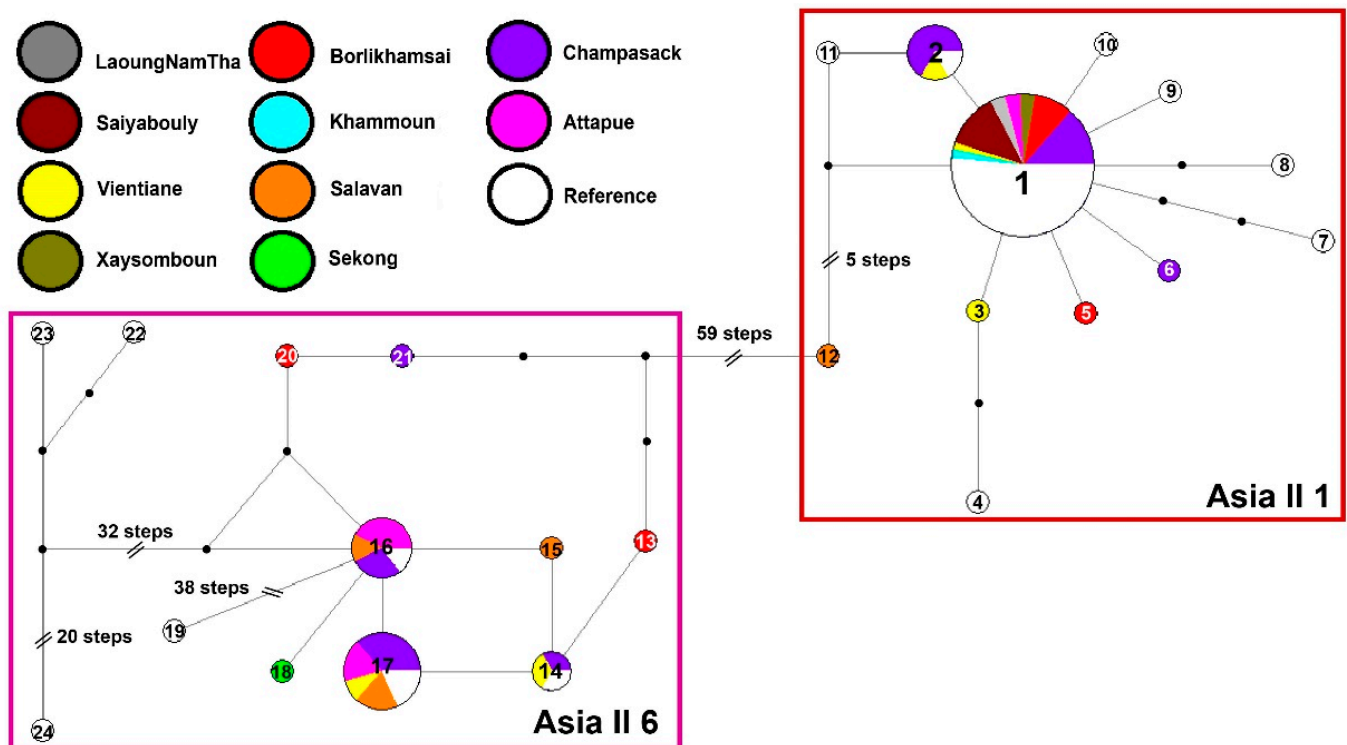 LaoungNamTha
Borlikhamsai
Champasack
Saiyabouly
Khammoun
Attapue
Vientiane
Salavan
Reference
Xaysomboun
Sekong
11
2
10
9
1
8
7
6
5 steps
3
5
12
4
Asia II 1
59 steps
23
22
20
21
32 steps
16
15
13
38 steps
19
20 steps
18
17
14
24
Asia II 6